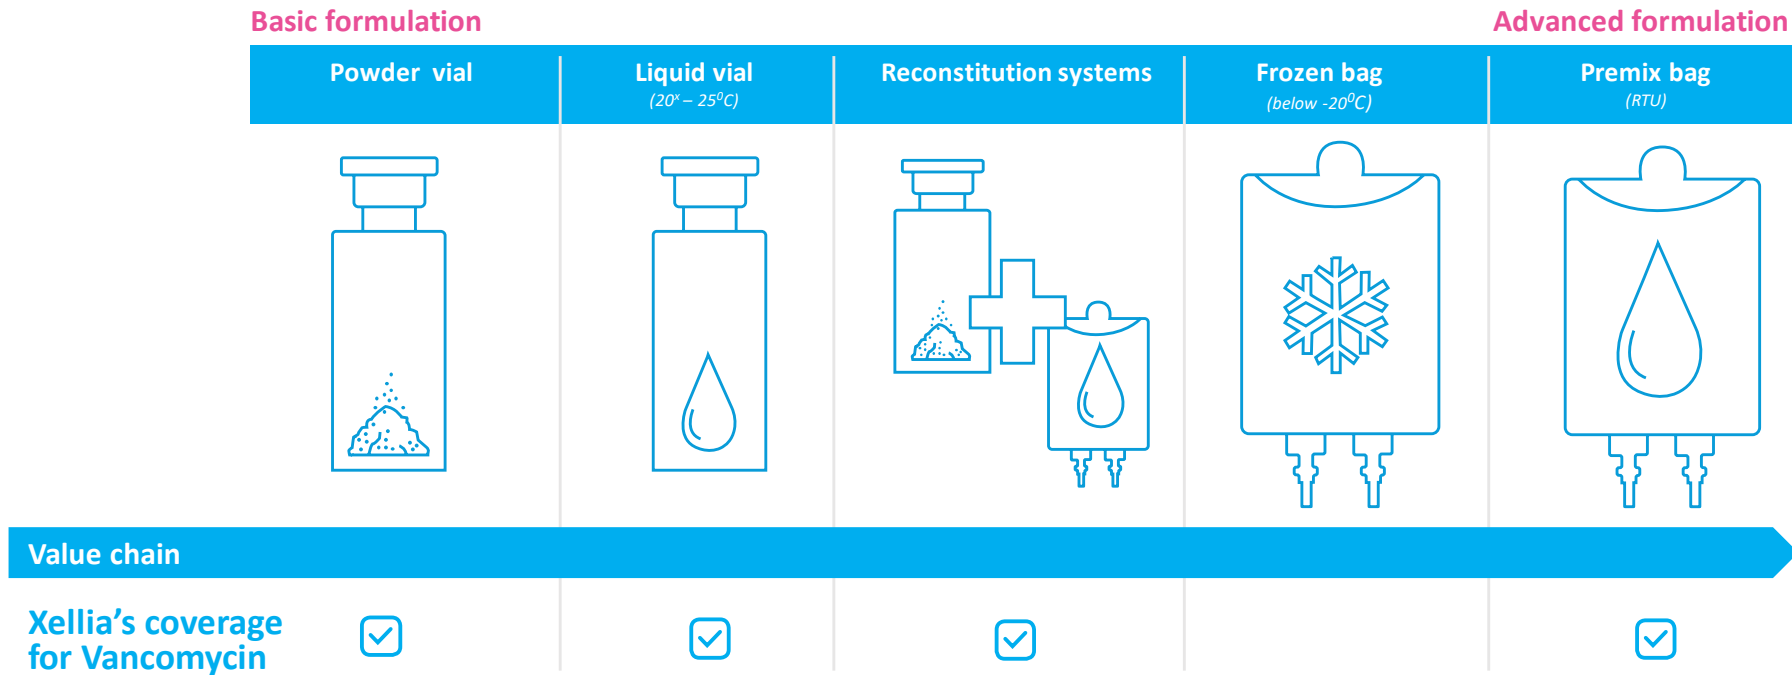 Basic formulation
Advanced formulation
Powder vial
Liquid vial
(20ˣ – 25⁰C)
Reconstitution systems
Frozen bag
(below -20⁰C)
Premix bag
(RTU)
Value chain
Xellia's coverage
for Vancomycin